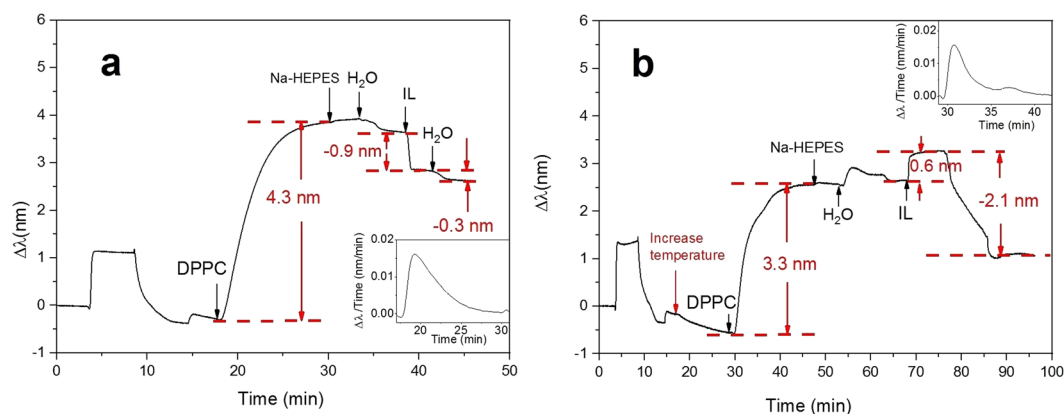 a
6
5
4
3
2
1
0
-1
Δλ(nm)
Na-HEPES
H2O
IL
H2O
-0.9 nm
4.3 nm
-0.3 nm
DPPC
0.02
0.01
0.00
Δλ/Time (nm/min)
20 25 30
Time (min)
0 10 20 30 40 50
Time (min)
b
6
5
4
3
2
1
0
-1
Δλ(nm)
0.02
0.01
0.00
Δλ /Time (nm/min)
30 35 40
Time (min)
Na-HEPES
H2O
IL
0.6 nm
-2.1 nm
Increase
temperature
3.3 nm
DPPC
0 10 20 30 40 50 60 70 80 90 100
Time (min)